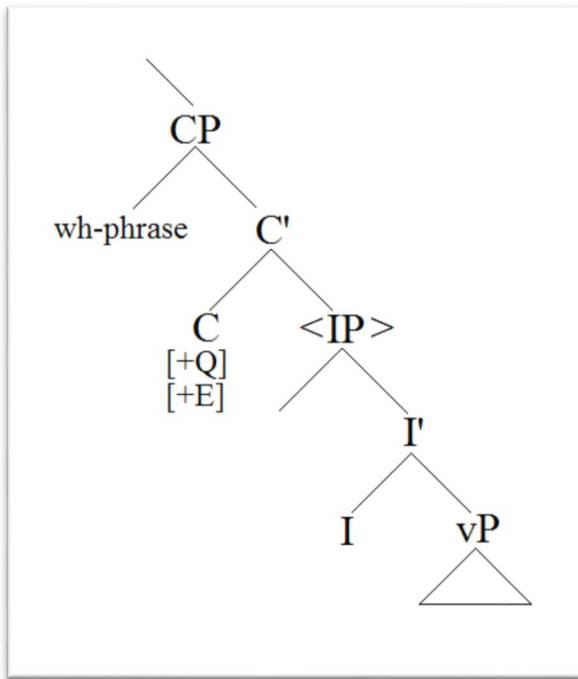 CP
wh-phrase C'
C <IP>
[+Q]
[+E]
I'
I vP